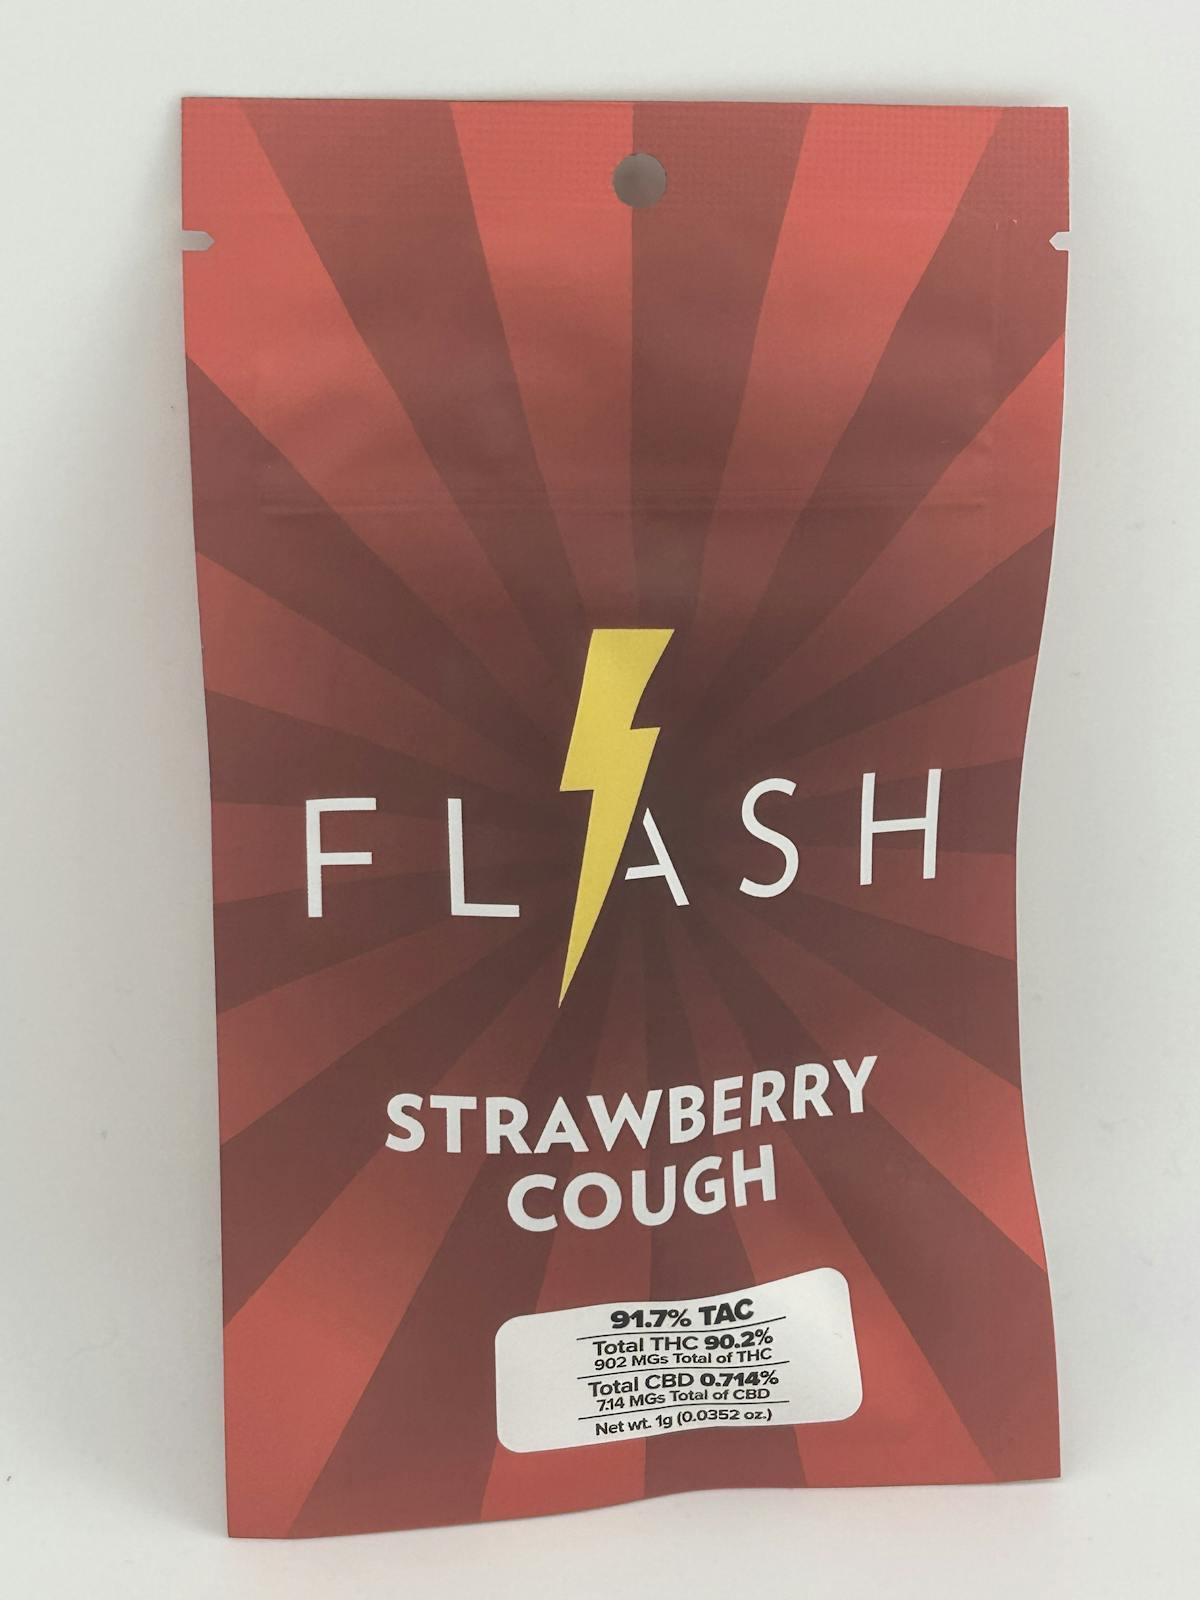 FLASH
STRAWBERRY
COUGH
91.7% TAC
Total THC 90.2%
902 MGs Total of THC
Total CBD 0.714%
7.14 MGs Total of CBD
Net wt. 1g (0.0352 oz.)